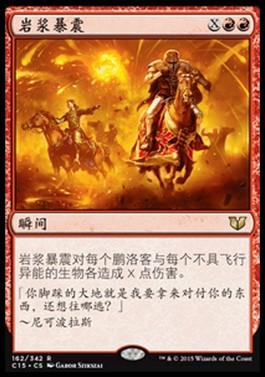 岩浆暴震
X
瞬间
岩浆暴震对每个鹏洛客与每个不具飞行
异能的生物各造成X点伤害。
「你脚踩的大地就是我要拿来对付你的东
西,还想往哪逃?」
～尼可波拉斯
162/342 R
C15 • CS GABOR SZIKSZAI
™ & © 2015 Wizards of the Coast